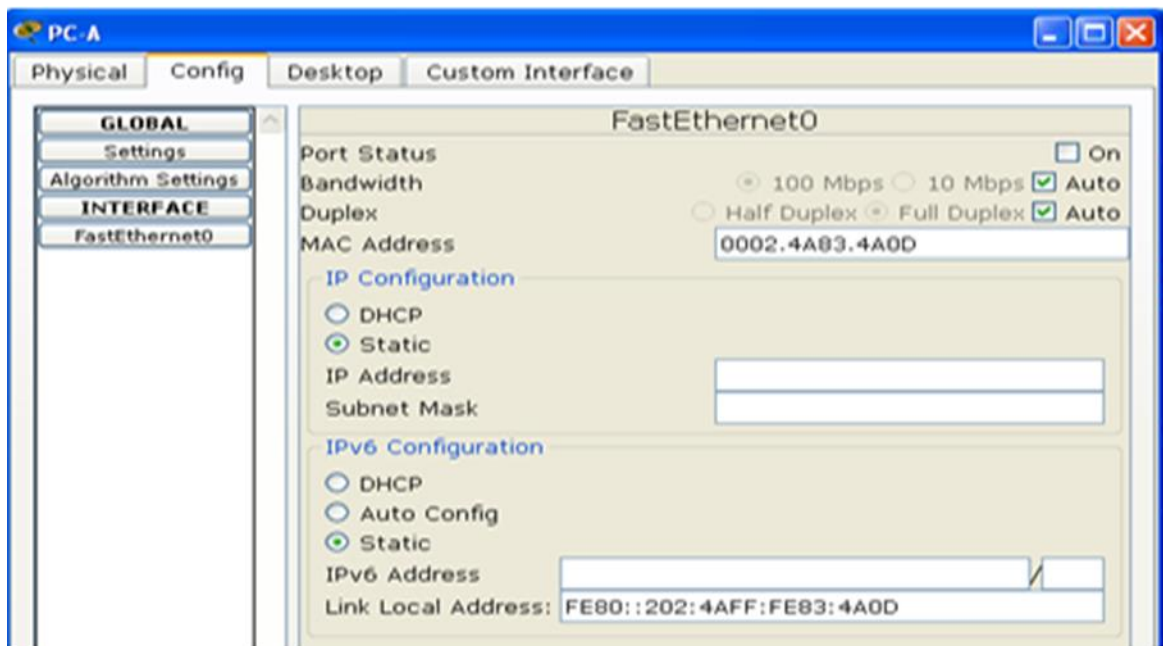 PC-A
Physical Config Desktop Custom Interface
GLOBAL
Settings
Algorithm Settings
INTERFACE
FastEthernet0
FastEthernet0
Port Status On
Bandwidth 100 Mbps 10 Mbps Auto
Duplex Half Duplex Full Duplex Auto
MAC Address 0002.4A83.4A0D
IP Configuration
DHCP
Static
IP Address
Subnet Mask
IPv6 Configuration
DHCP
Auto Config
Static
IPv6 Address /
Link Local Address: FE80::202:4AFF:FE83:4A0D